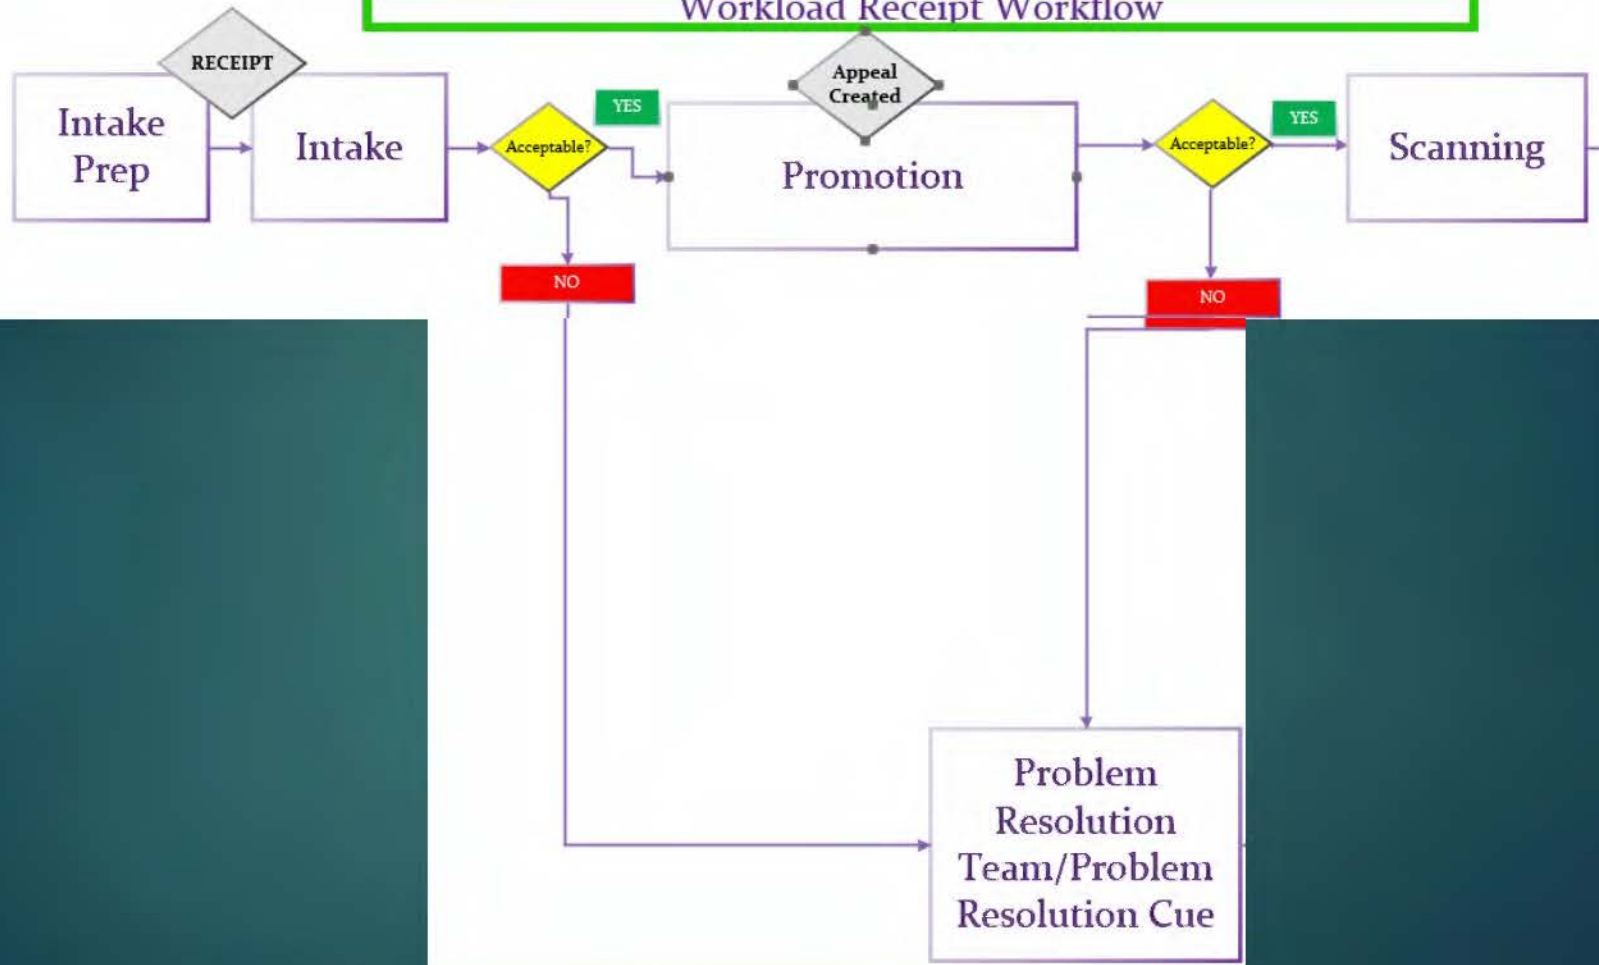 Workload Receipt Workflow
RECEIPT
Intake
Prep
Intake
Acceptable?
YES
NO
Appeal
Created
Promotion
Acceptable?
YES
NO
Scanning
Problem
Resolution
Team/Problem
Resolution Cue